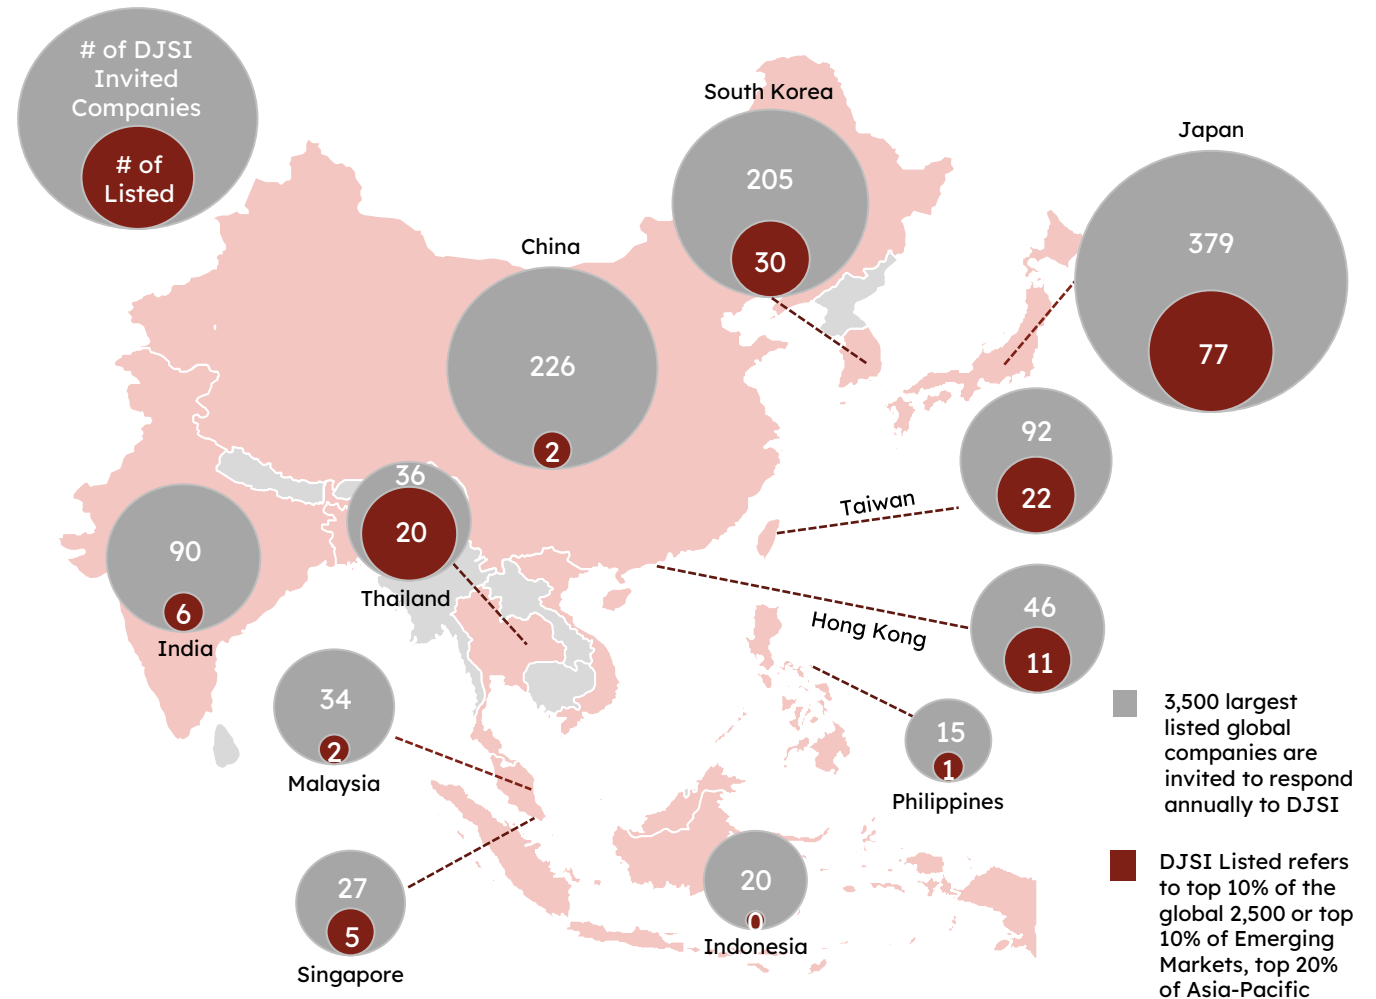 # of DJSI
Invited
Companies
# of
Listed
South Korea
205
30
Japan
379
77
China
226
2
92
22
Taiwan
36
20
Thailand
90
6
India
46
11
Hong Kong
34
2
Malaysia
15
1
Philippines
27
5
Singapore
20
0
Indonesia
3,500 largest
listed global
companies are
invited to respond
annually to DJSI
DJSI Listed refers
to top 10% of the
global 2,500 or top
10% of Emerging
Markets, top 20%
of Asia-Pacific